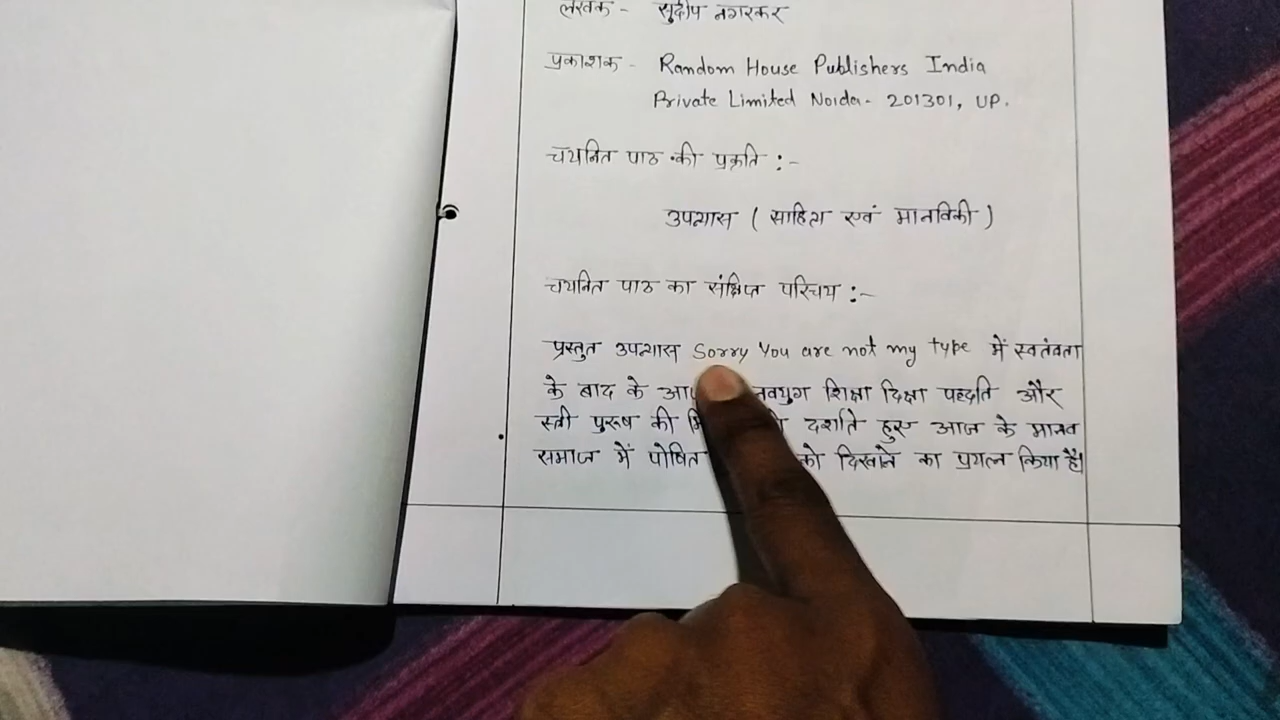 लेखक - सुदीप नगरकर
प्रकाशक - Random House Publishers India
Private Limited Noida- 201301, UP.
चयनित पाठ की प्रकृति :-
उपन्यास ( साहित्य एवं मानविकी )
चयनित पाठ का संक्षिप्त परिचय :-
प्रस्तुत उपन्यास Sorry You are not my type में स्वतंत्रता
के बाद के नवयुग शिक्षा दिक्षा पद्धति और
स्त्री पुरूष की दर्शाते हुए आज के मानव
समाज में पोषित को दिखाने का प्रयत्न किया है।